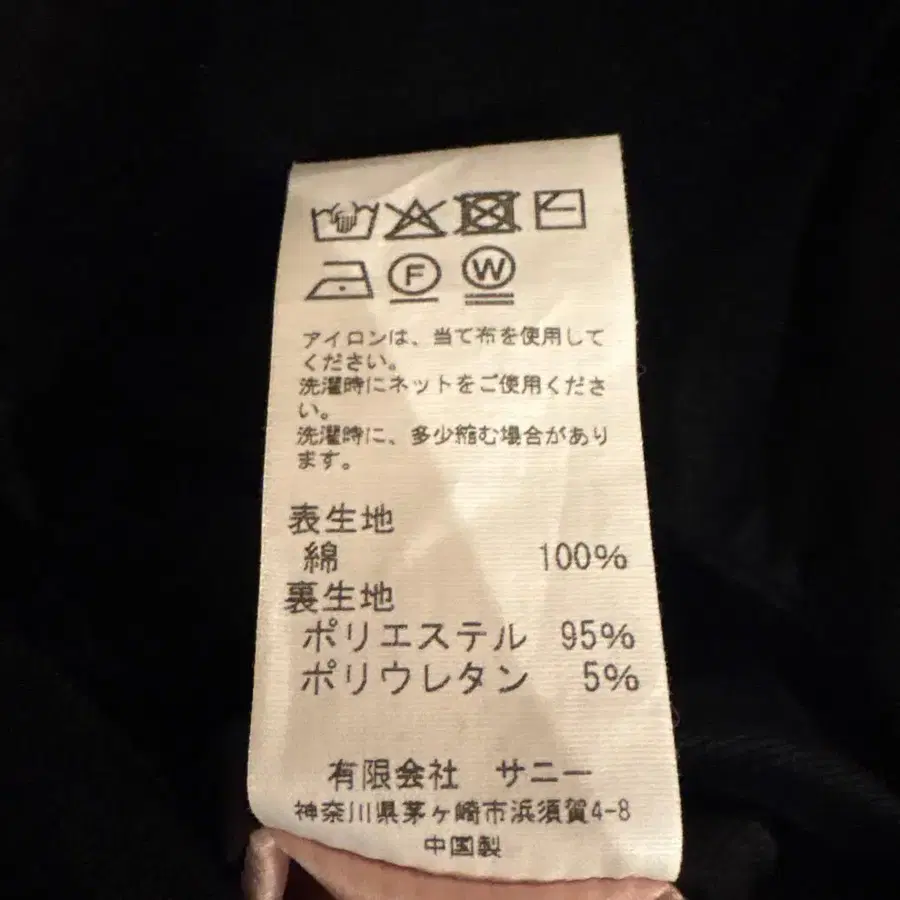 F W
アイロンは、当て布を使用して
ください。
洗濯時にネットをご使用くださ
い。
洗濯時に、多少縮む場合があり
ます。
表生地
綿 100%
裏生地
ポリエステル 95%
ポリウレタン 5%
有限会社 サニー
神奈川県茅ヶ崎市浜須賀4-8
中国製